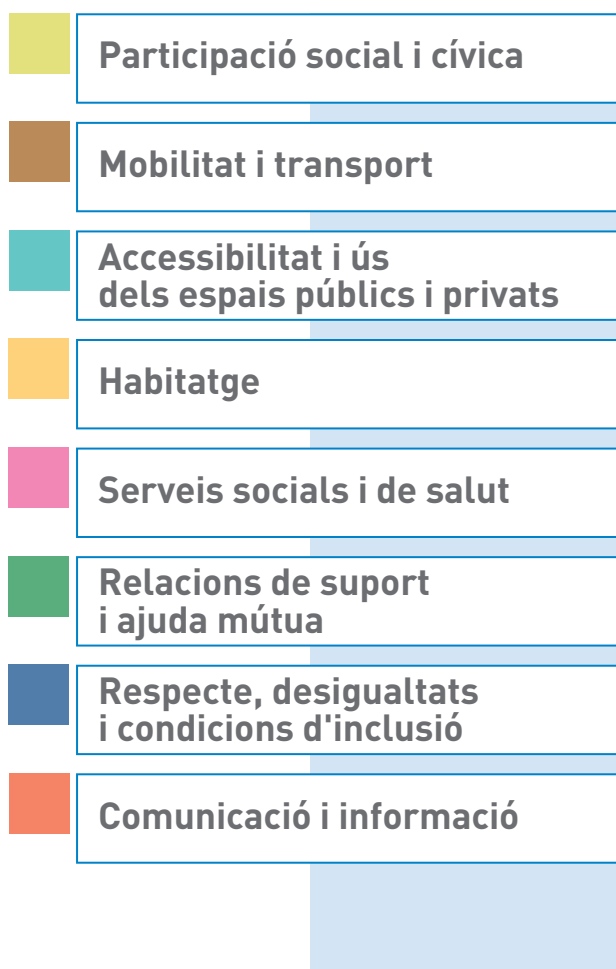 Participació social i cívica
Mobilitat i transport
Accessibilitat i ús
dels espais públics i privats
Habitatge
Serveis socials i de salut
Relacions de suport
i ajuda mútua
Respecte, desigualtats
i condicions d'inclusió
Comunicació i informació